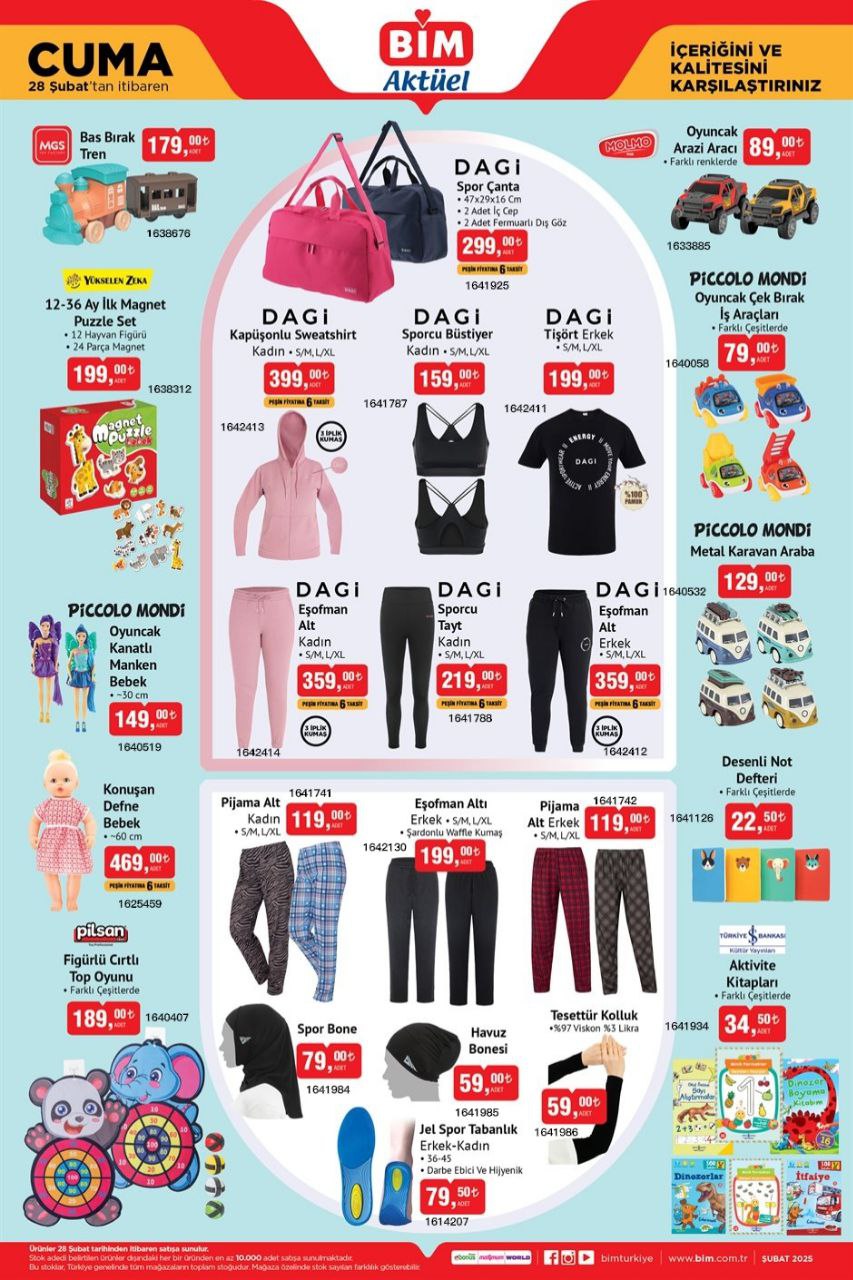 CUMA
28 Şubat'tan itibaren
BİM
Aktüel
İÇERİĞİNİ VE
KALİTESİNİ
KARŞILAŞTIRINIZ
MGS
Bas Bırak
Tren
179,00₺
ADET
1638676
YÜKSELEN ZEKA
12-36 Ay İlk Magnet
Puzzle Set
• 12 Hayvan Figürü
• 24 Parça Magnet
199,00₺
ADET
1638312
magnet
puzzle
PİCCOLO MONDİ
Oyuncak
Kanatlı
Manken
Bebek
• ~30 cm
149,00₺
ADET
1640519
Konuşan
Defne
Bebek
• ~60 cm
469,00₺
ADET
PEŞİN FİYATINA 6 TAKSİT
1625459
pilsan
Figürlü Cırtlı
Top Oyunu
• Farklı Çeşitlerde
189,00₺
ADET
1640407
DAGİ
Spor Çanta
• 47x29x16 Cm
• 2 Adet İç Cep
• 2 Adet Fermuarlı Dış Göz
299,00₺
ADET
PEŞİN FİYATINA 6 TAKSİT
1641925
DAGİ
Kapüşonlu Sweatshirt
Kadın • S/M, L/XL
399,00₺
ADET
PEŞİN FİYATINA 6 TAKSİT
1642413
3 İPLİK
KUMAŞ
DAGİ
Sporcu Büstiyer
Kadın • S/M, L/XL
159,00₺
ADET
1641787
DAGİ
Tişört Erkek
• S/M, L/XL
199,00₺
ADET
1642411
ENERGY
MOVE YOUR ENERGY
ACTIVE SPORTWEAR
DAGİ
%100
PAMUK
DAGİ
Eşofman
Alt
Kadın
• S/M, L/XL
359,00₺
ADET
PEŞİN FİYATINA 6 TAKSİT
3 İPLİK
KUMAŞ
1642414
DAGİ
Sporcu
Tayt
Kadın
• S/M, L/XL
219,00₺
ADET
PEŞİN FİYATINA 6 TAKSİT
1641788
DAGİ
Eşofman
Alt
Erkek
• S/M, L/XL
359,00₺
ADET
PEŞİN FİYATINA 6 TAKSİT
3 İPLİK
KUMAŞ
1642412
Pijama Alt
Kadın
• S/M, L/XL
1641741
119,00₺
ADET
Eşofman Altı
Erkek • S/M, L/XL
• Şardonlu Waffle Kumaş
1642130
199,00₺
ADET
Pijama
Alt Erkek
• S/M, L/XL
1641742
119,00₺
ADET
Spor Bone
79,00₺
ADET
1641984
Havuz
Bonesi
59,00₺
ADET
1641985
Tesettür Kolluk
•%97 Viskon %3 Likra
59,00₺
ADET
1641986
Jel Spor Tabanlık
Erkek-Kadın
• 36-45
• Darbe Ebici Ve Hijyenik
79,50₺
ADET
1614207
MOLMO
Oyuncak
Arazi Aracı
• Farklı renklerde
89,00₺
ADET
1633885
PİCCOLO MONDİ
Oyuncak Çek Bırak
İş Araçları
• Farklı Çeşitlerde
1640058
79,00₺
ADET
PİCCOLO MONDİ
Metal Karavan Araba
1640532
129,00₺
ADET
Desenli Not
Defteri
• Farklı Çeşitlerde
1641126
22,50₺
ADET
TÜRKİYE İŞ BANKASI
Kültür Yayınları
Aktivite
Kitapları
• Farklı Çeşitlerde
1641934
34,50₺
ADET
Sayı
Alıştırmalar
1
Dinozor
Boyama
Kitabım
16
Dinozorlar
İtfaiye
Ürünler 28 Şubat tarihinden itibaren satışa sunulur.
Stok adedi belirtilen ürünler dışındaki her bir üründen en az 10.000 adet satışa sunulmaktadır.
Bu stoklar, Türkiye genelinde tüm mağazaların toplam stoğudur. Mağaza özelinde stok sayıları farklılık gösterebilir.
bonus maximum WORLD
bimturkiye
www.bim.com.tr
ŞUBAT 2025